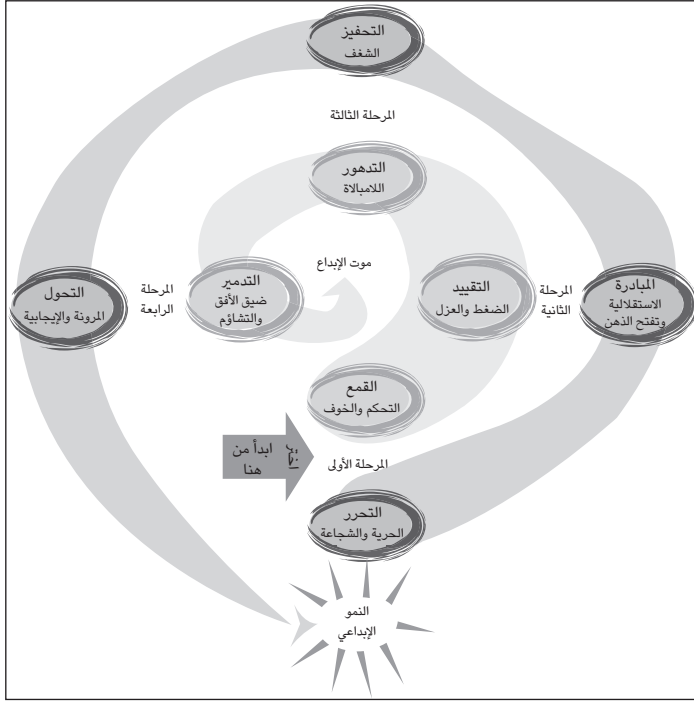 التحفيز
الشغف
المرحلة الثالثة
التدهور
اللامبالاة
موت الإبداع
المبادرة
الاستقلالية
وتفتح الذهن
المرحلة
الثانية
التقييد
الضغط والعزل
التدمير
ضيق الأفق
والتشاؤم
المرحلة
الرابعة
التحول
المرونة والإيجابية
القمع
التحكم والخوف
اختر
ابدأ من
هنا
المرحلة الأولى
التحرر
الحرية والشجاعة
النمو
الإبداعي